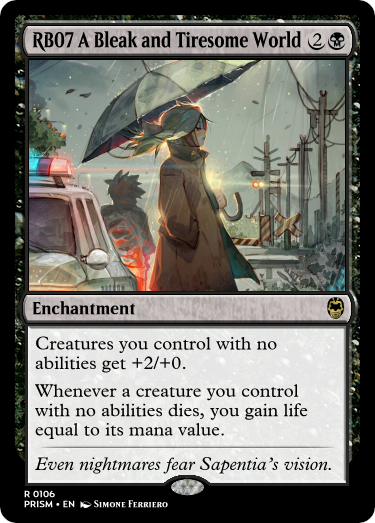 RB07 A Bleak and Tiresome World 2
Enchantment
Creatures you control with no
abilities get +2/+0.
Whenever a creature you control
with no abilities dies, you gain life
equal to its mana value.
Even nightmares fear Sapentia's vision.
R 0106
PRISM • EN Simone Ferriero